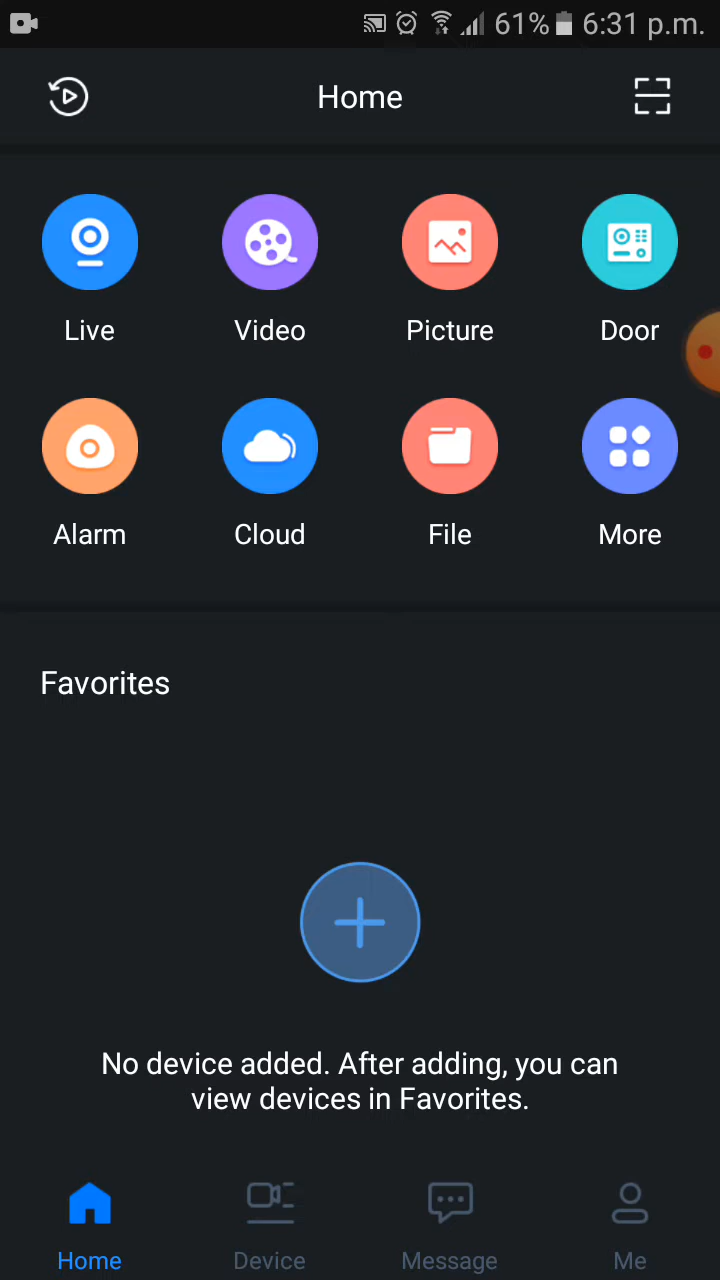 61% 6:31 p.m.
Home
Live Video Picture Door
Alarm Cloud File More
Favorites
No device added. After adding, you can
view devices in Favorites.
Home Device Message Me